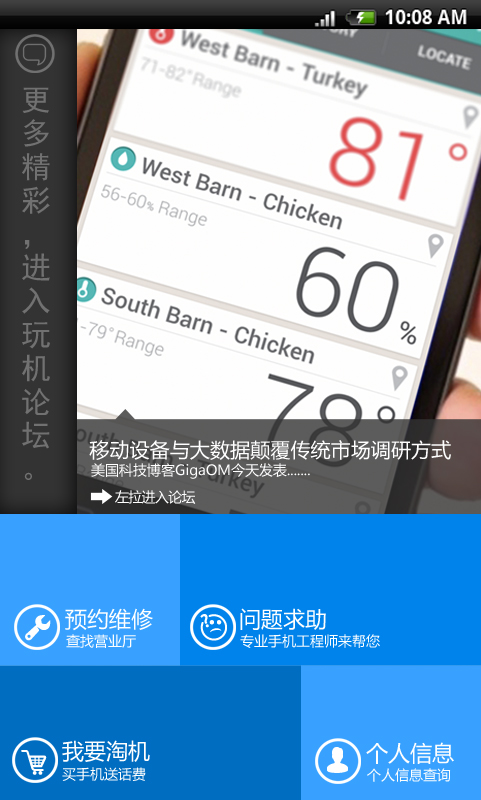 10:08 AM
更多精彩，进入玩机论坛。
LOCATE
West Barn - Turkey
71-82° Range
81°
West Barn - Chicken
56-60% Range
60%
South Barn - Chicken
-79° Range
78°
移动设备与大数据颠覆传统市场调研方式
美国科技博客GigaOM今天发表.......
左拉进入论坛
预约维修
查找营业厅
问题求助
专业手机工程师来帮您
我要淘机
买手机送话费
个人信息
个人信息查询